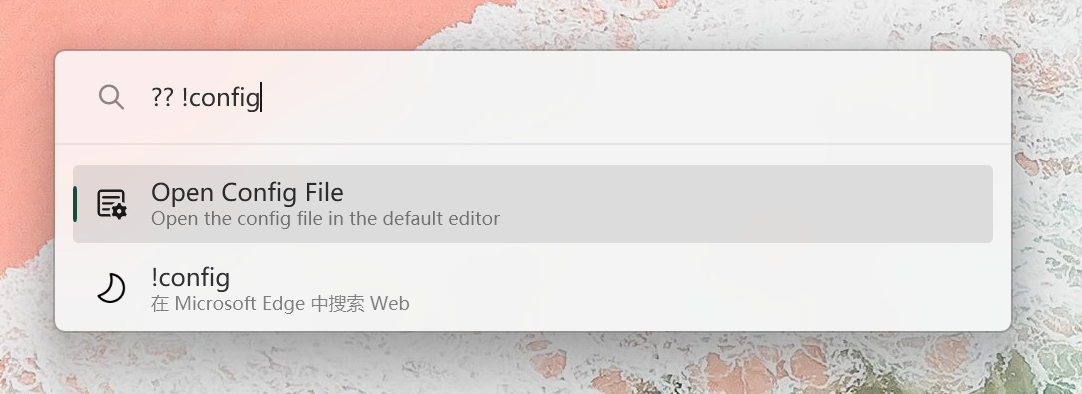 ?? !config
Open Config File
Open the config file in the default editor
!config
在 Microsoft Edge 中搜索 Web